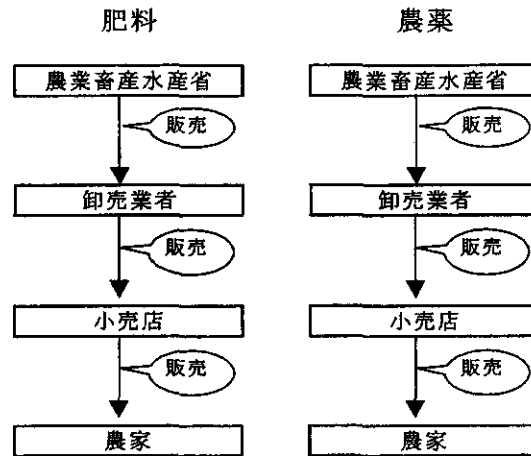 肥料
農業畜産水産省
販売
卸売業者
販売
小売店
販売
農家
農薬
農業畜産水産省
販売
卸売業者
販売
小売店
販売
農家